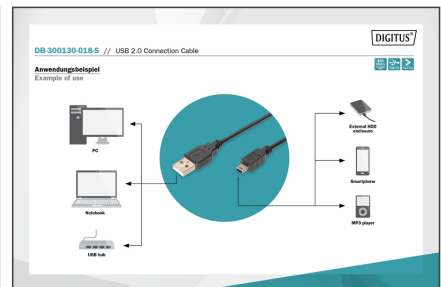 DIGITUS®
DB-300130-018-S // USB 2.0 Connection Cable
Anwendungsbeispiel
Example of use
PC
Notebook
USB hub
External HDD
enclosure
Smartphone
MP3 player